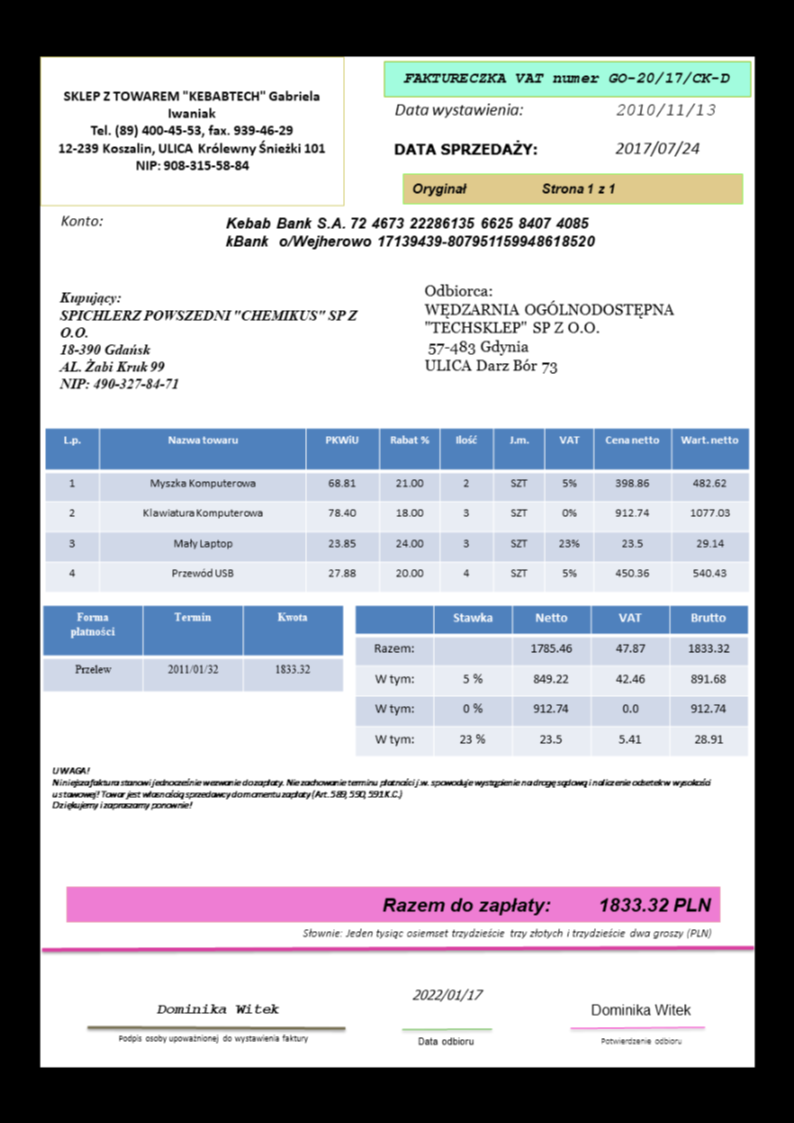 SKLEP Z TOWAREM "KEBABTECH" Gabriela
Iwaniak
Tel. (89) 400-45-53, fax. 939-46-29
12-239 Koszalin, ULICA Królewny Śnieżki 101
NIP: 908-315-58-84
FAKTURECZKA VAT numer GO-20/17/CK-D
Data wystawienia: 2010/11/13
DATA SPRZEDAŻY: 2017/07/24
Oryginał Strona 1 z 1
Konto: Kebab Bank S.A. 72 4673 22286135 6625 8407 4085
kBank o/Wejherowo 17139439-807951159948618520
Kupujący:
SPICHLERZ POWSZEDNI "CHEMIKUS" SP Z
O.O.
18-390 Gdańsk
AL. Żabi Kruk 99
NIP: 490-327-84-71
Odbiorca:
WĘDZARNIA OGÓLNODOSTĘPNA
"TECHSKLEP" SP Z O.O.
57-483 Gdynia
ULICA Darz Bór 73
L.p. Nazwa towaru PKWiU Rabat % Ilość J.m. VAT Cena netto Wart. netto
1 Myszka Komputerowa 68.81 21.00 2 SZT 5% 398.86 482.62
2 Klawiatura Komputerowa 78.40 18.00 3 SZT 0% 912.74 1077.03
3 Mały Laptop 23.85 24.00 3 SZT 23% 23.5 29.14
4 Przewód USB 27.88 20.00 4 SZT 5% 450.36 540.43
Forma płatności Termin Kwota
Przelew 2011/01/32 1833.32
Stawka Netto VAT Brutto
Razem: 1785.46 47.87 1833.32
W tym: 5 % 849.22 42.46 891.68
W tym: 0 % 912.74 0.0 912.74
W tym: 23 % 23.5 5.41 28.91
UWAGA!
Niniejsza faktura stanowi jednocześnie wezwanie do zapłaty. Nie zachowanie terminu płatności j.w. spowoduje wystąpienie na drogę sądową i naliczenie odsetek w wysokości
ustawowej! Towar jest własnością sprzedawcy do momentu zapłaty (Art. 589, 590, 591 K.C.)
Dziękujemy i zapraszamy ponownie!
Razem do zapłaty: 1833.32 PLN
Słownie: Jeden tysiąc osiemset trzydzieście trzy złotych i trzydzieście dwa groszy (PLN)
Dominika Witek
Podpis osoby upoważnionej do wystawienia faktury
2022/01/17
Data odbioru
Dominika Witek
Potwierdzenie odbioru